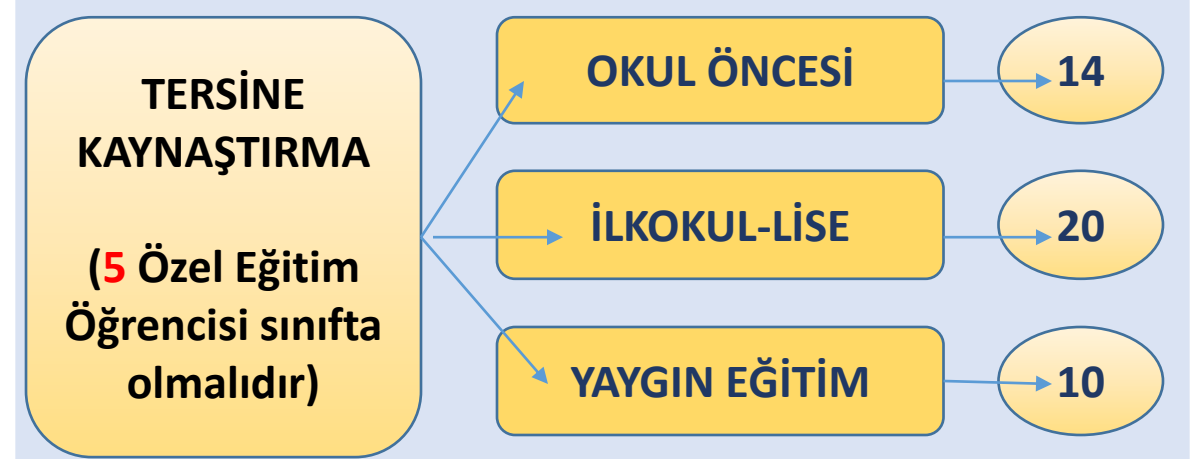 TERSİNE
KAYNAŞTIRMA
(5 Özel Eğitim
Öğrencisi sınıfta
olmalıdır)
OKUL ÖNCESİ
14
İLKOKUL-LİSE
20
YAYGIN EĞİTİM
10